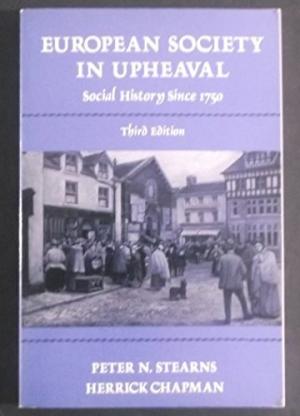 EUROPEAN SOCIETY
IN UPHEAVAL
Social History Since 1750
Third Edition
PETER N. STEARNS
HERRICK CHAPMAN